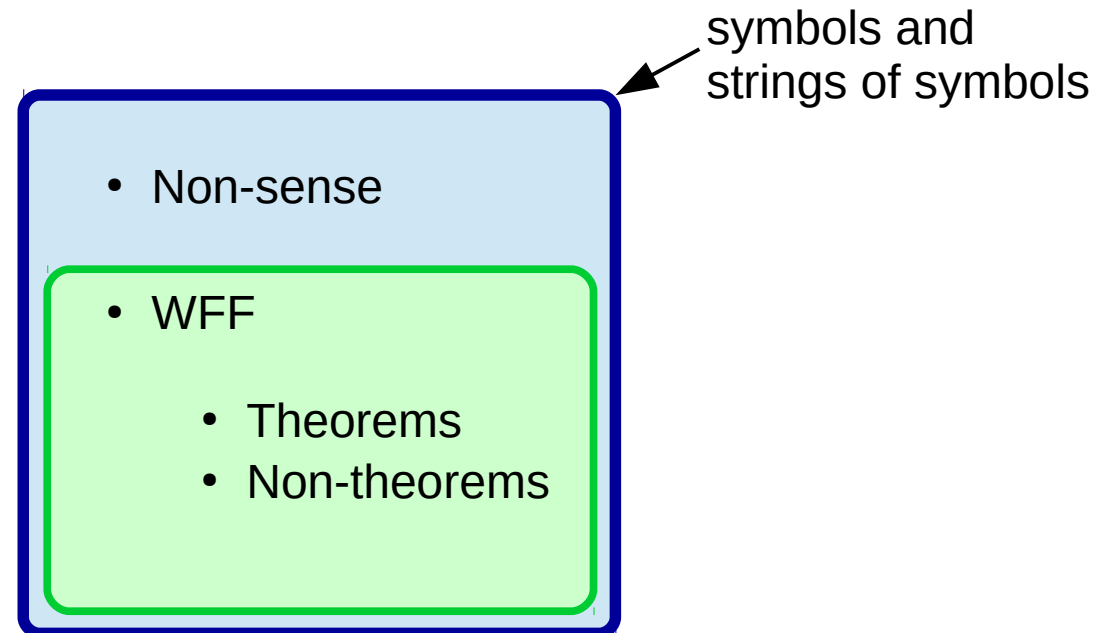 symbols and
strings of symbols
• Non-sense
• WFF
• Theorems
• Non-theorems